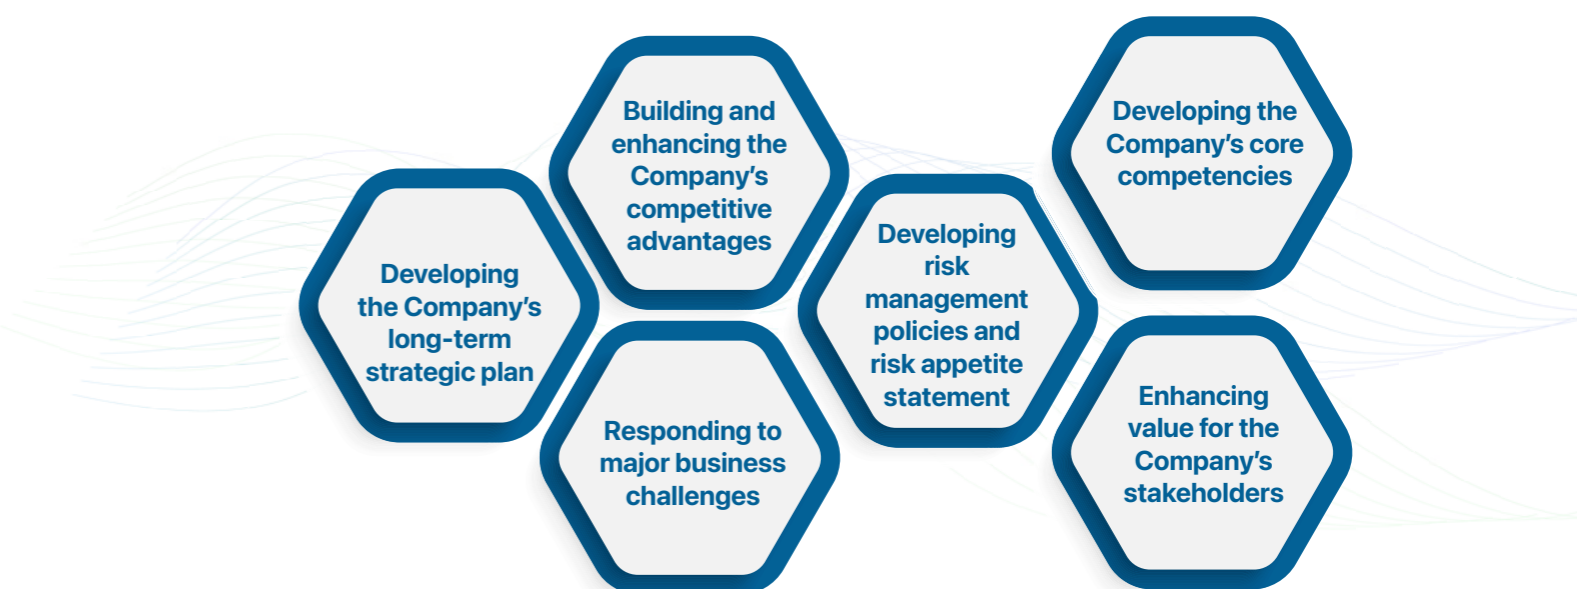 Developing
the Company’s
long-term
strategic plan
Building and
enhancing the
Company’s
competitive
advantages
Responding to
major business
challenges
Developing
risk
management
policies and
risk appetite
statement
Developing the
Company’s core
competencies
Enhancing
value for the
Company’s
stakeholders